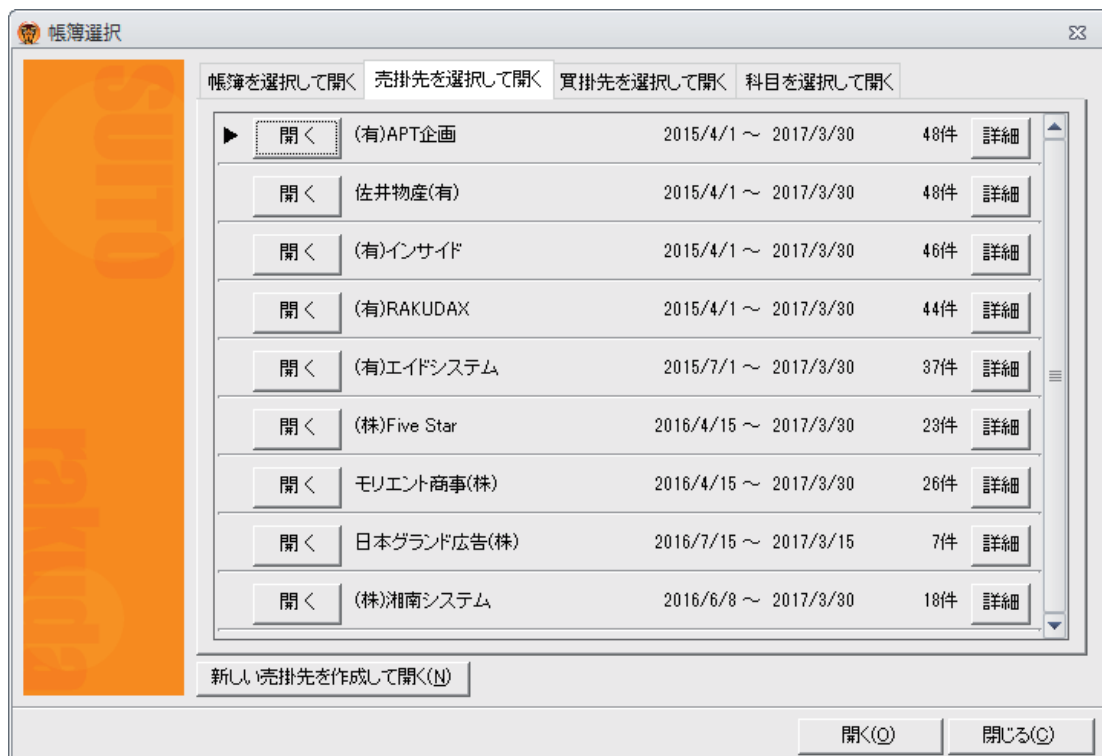 帳簿選択
SUITO
rakuda
帳簿を選択して開く 売掛先を選択して開く 買掛先を選択して開く 科目を選択して開く
開く (有)APT企画 2015/4/1～ 2017/3/30 48件 詳細
開く 佐井物産(有) 2015/4/1～ 2017/3/30 48件 詳細
開く (有)インサイド 2015/4/1～ 2017/3/30 46件 詳細
開く (有)RAKUDAX 2015/4/1～ 2017/3/30 44件 詳細
開く (有)エイドシステム 2015/7/1～ 2017/3/30 37件 詳細
開く (株)Five Star 2016/4/15～ 2017/3/30 23件 詳細
開く モリエント商事(株) 2016/4/15～ 2017/3/30 26件 詳細
開く 日本グランド広告(株) 2016/7/15～ 2017/3/15 7件 詳細
開く (株)湘南システム 2016/6/8～ 2017/3/30 18件 詳細
新しい売掛先を作成して開く(N)
開く(O) 閉じる(C)